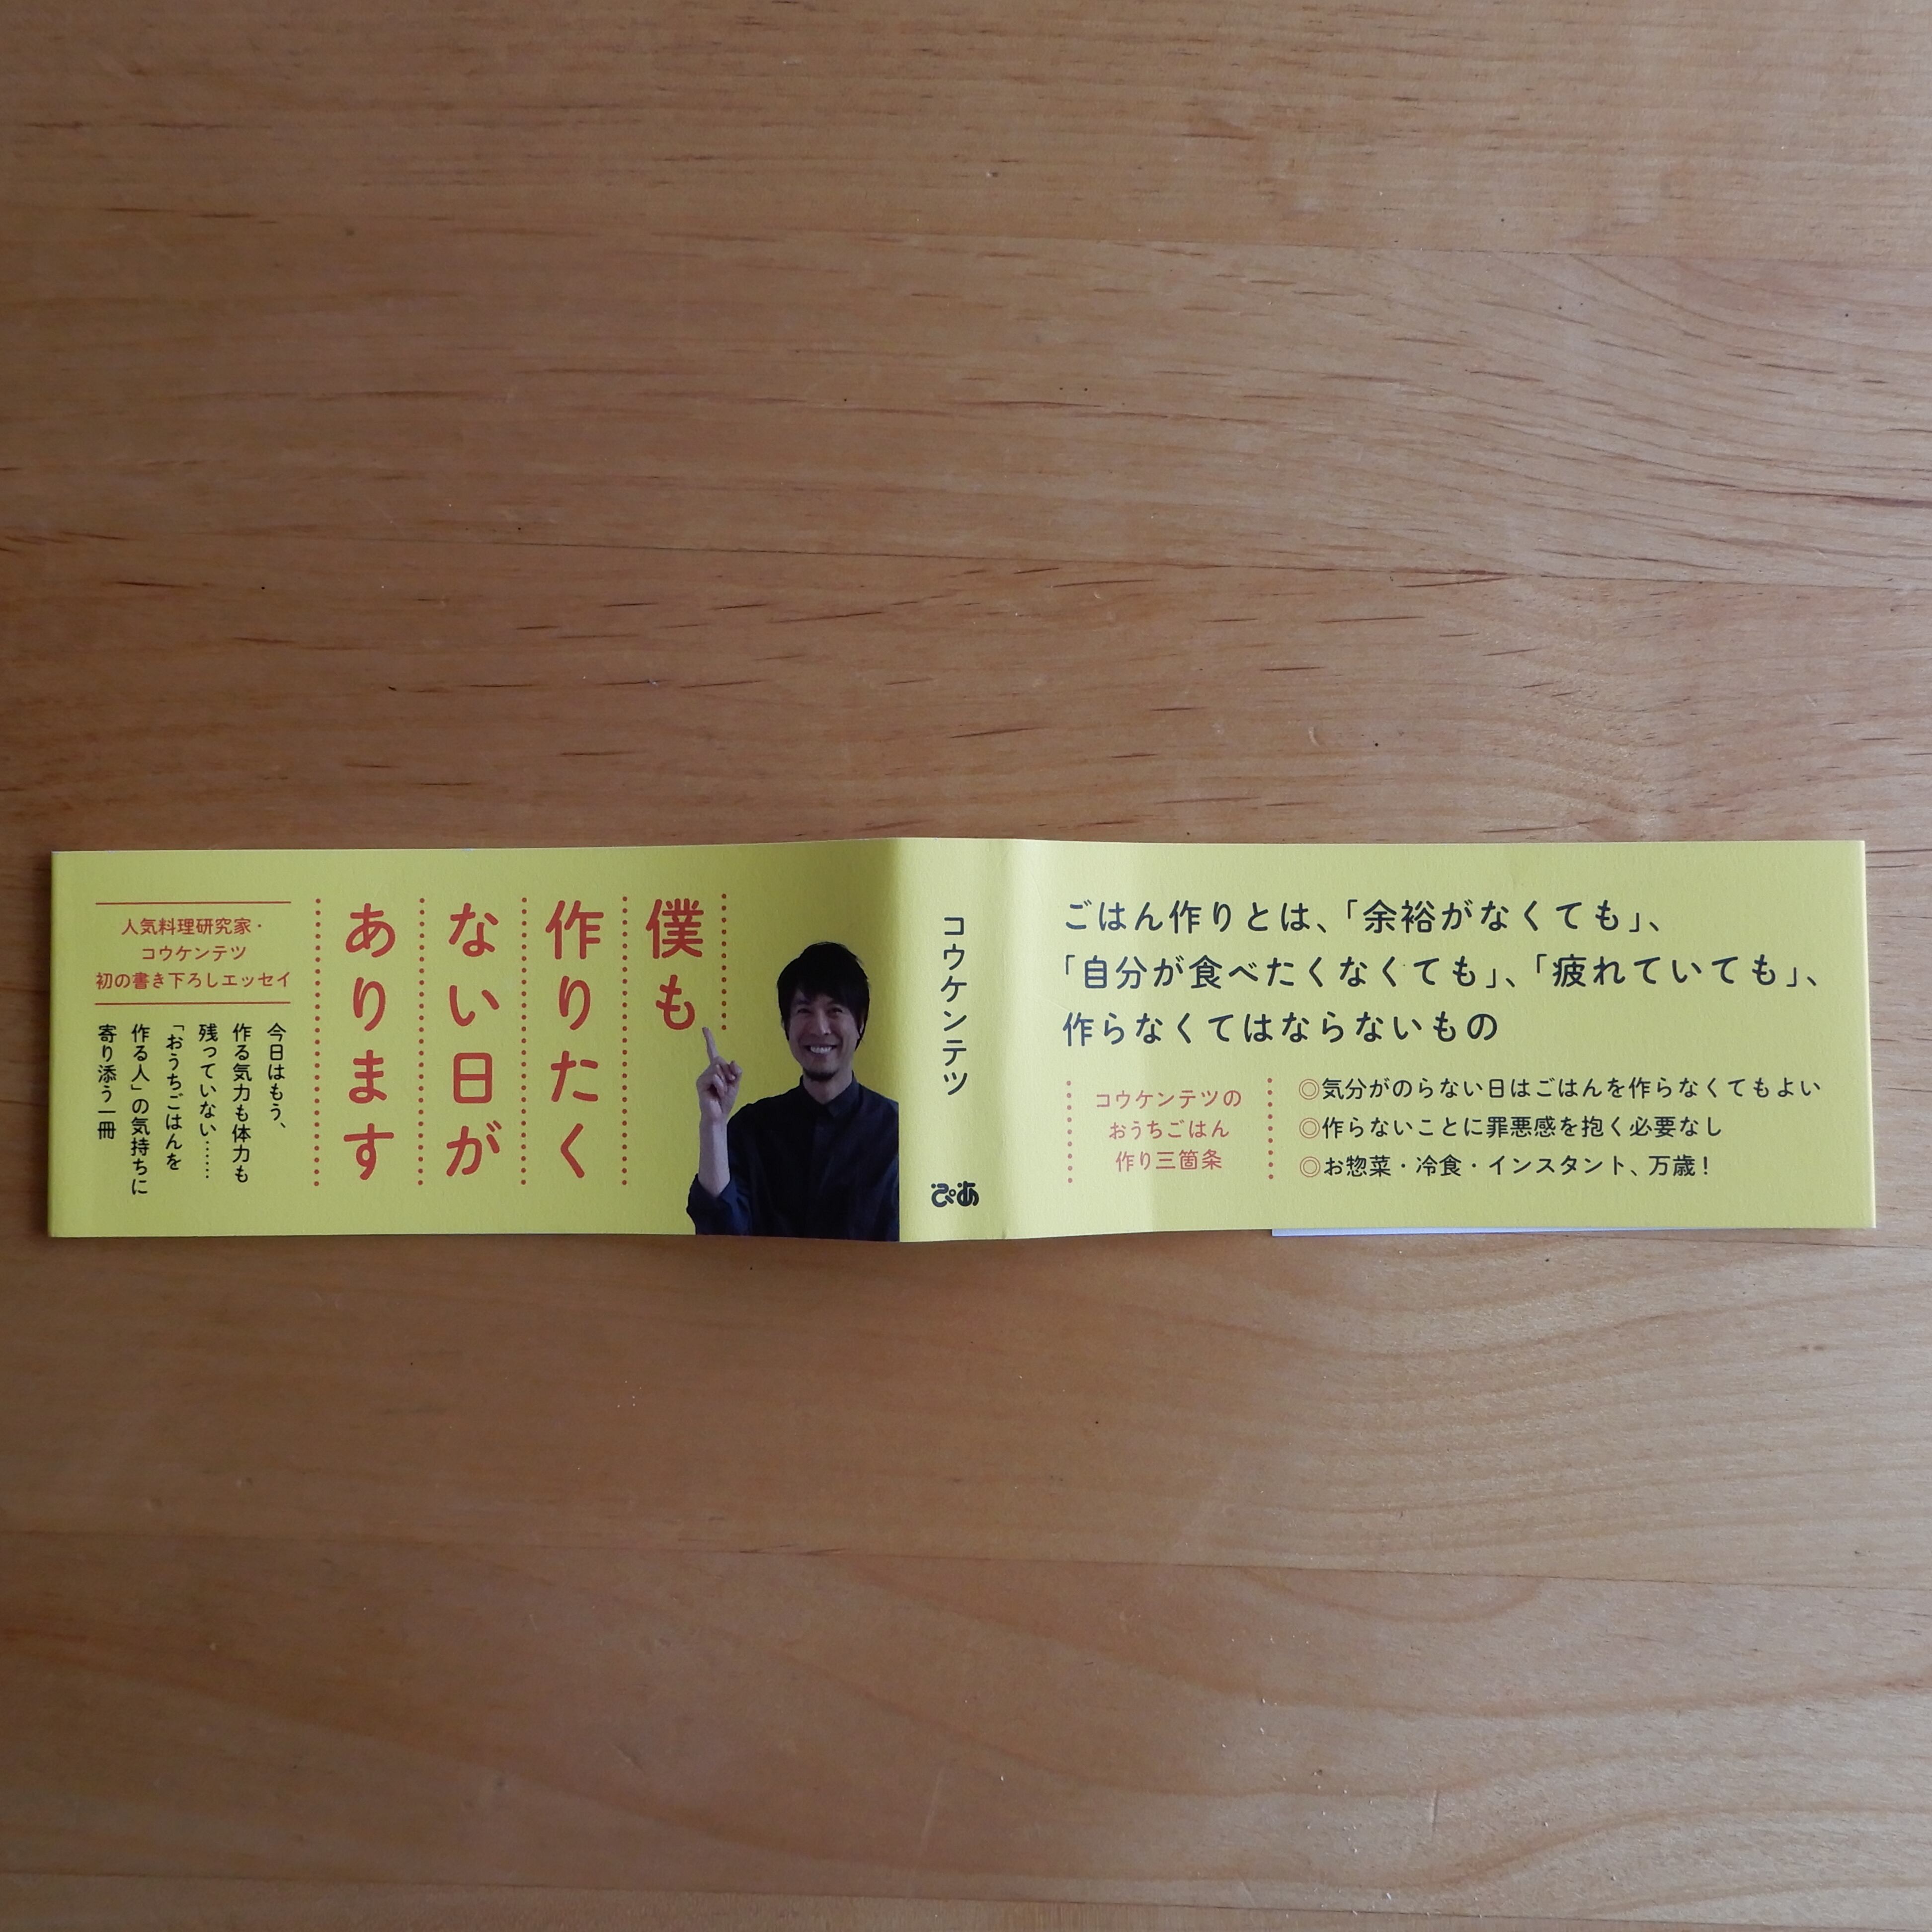 僕も
作りたく
ない日が
あります
人気料理研究家・
コウケンテツ
初の書き下ろしエッセイ
今日はもう、
作る気力も体力も
残っていない……
「おうちごはんを
作る人」の気持ちに
寄り添う一冊
コウケンテツ
ぴあ
ごはん作りとは、「余裕がなくても」、
「自分が食べたくなくても」、「疲れていても」、
作らなくてはならないもの
コウケンテツの
おうちごはん
作り三箇条
◎気分がのらない日はごはんを作らなくてもよい
◎作らないことに罪悪感を抱く必要なし
◎お惣菜・冷食・インスタント、万歳！